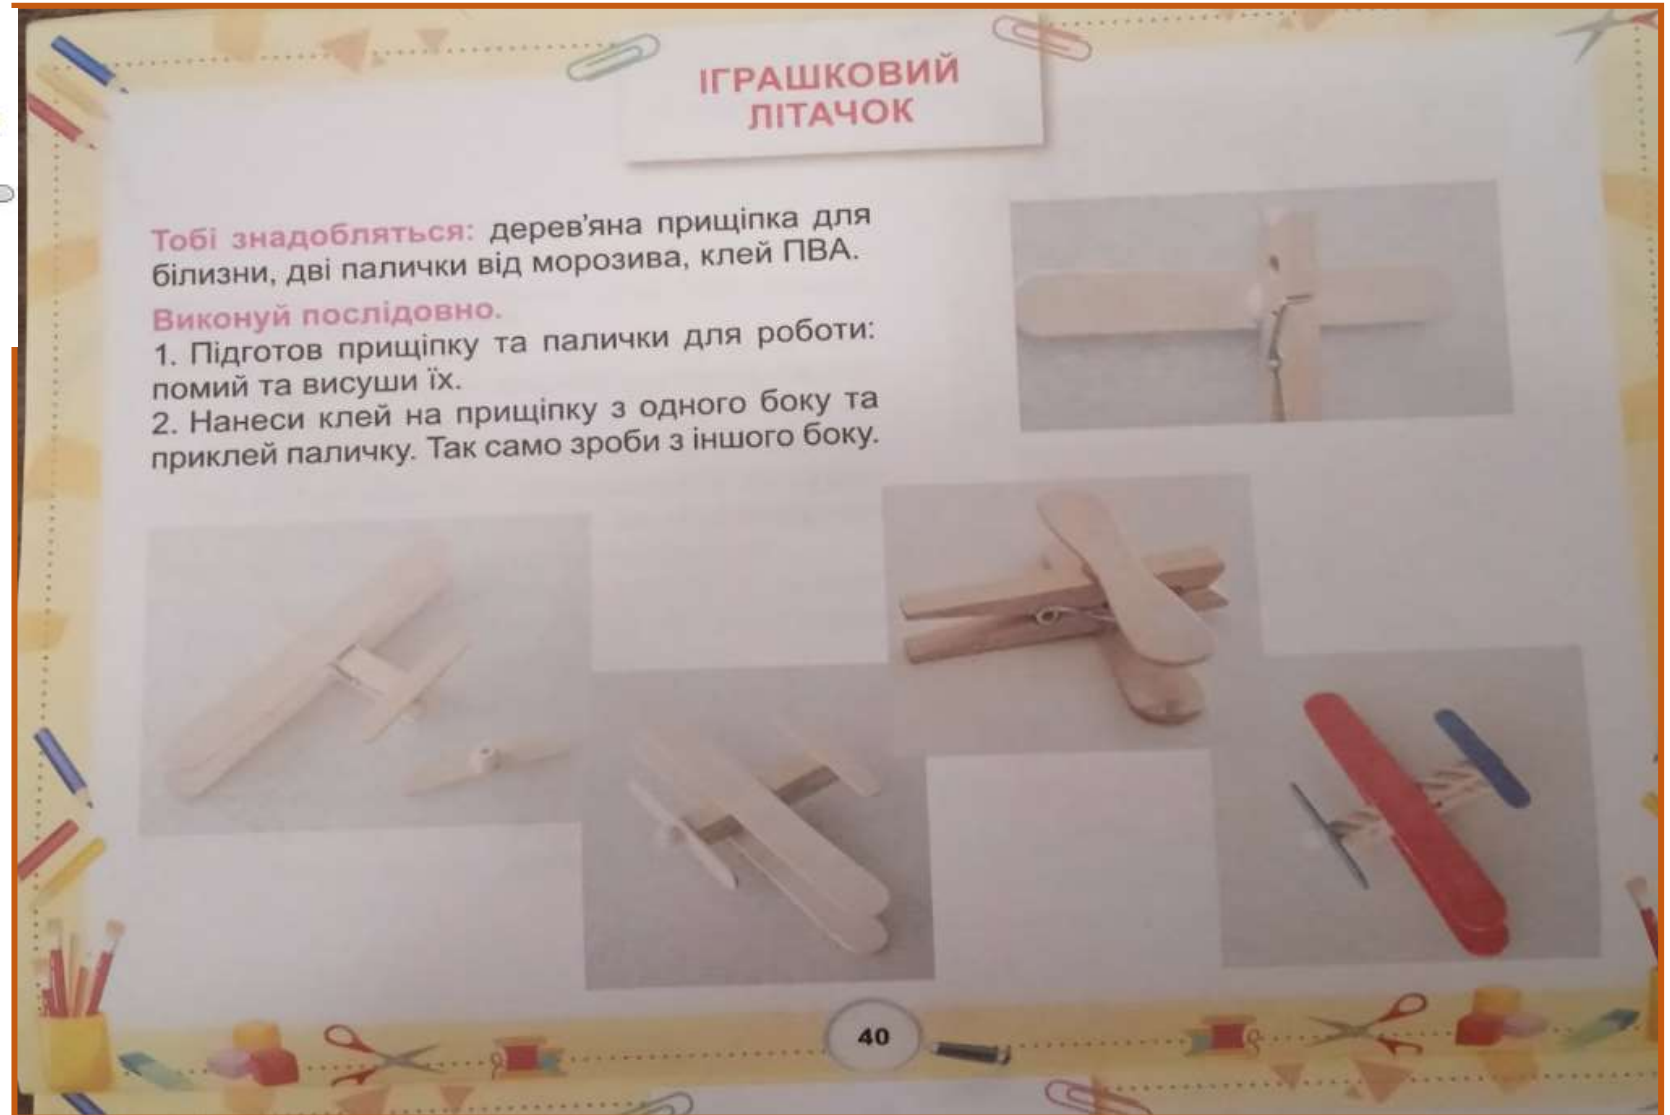 ІГРАШКОВИЙ
ЛІТАЧОК
Тобі знадобляться: дерев'яна прищіпка для
білизни, дві палички від морозива, клей ПВА.
Виконуй послідовно.
1. Підготов прищіпку та палички для роботи:
помий та висуши їх.
2. Нанеси клей на прищіпку з одного боку та
приклей паличку. Так само зроби з іншого боку.
40